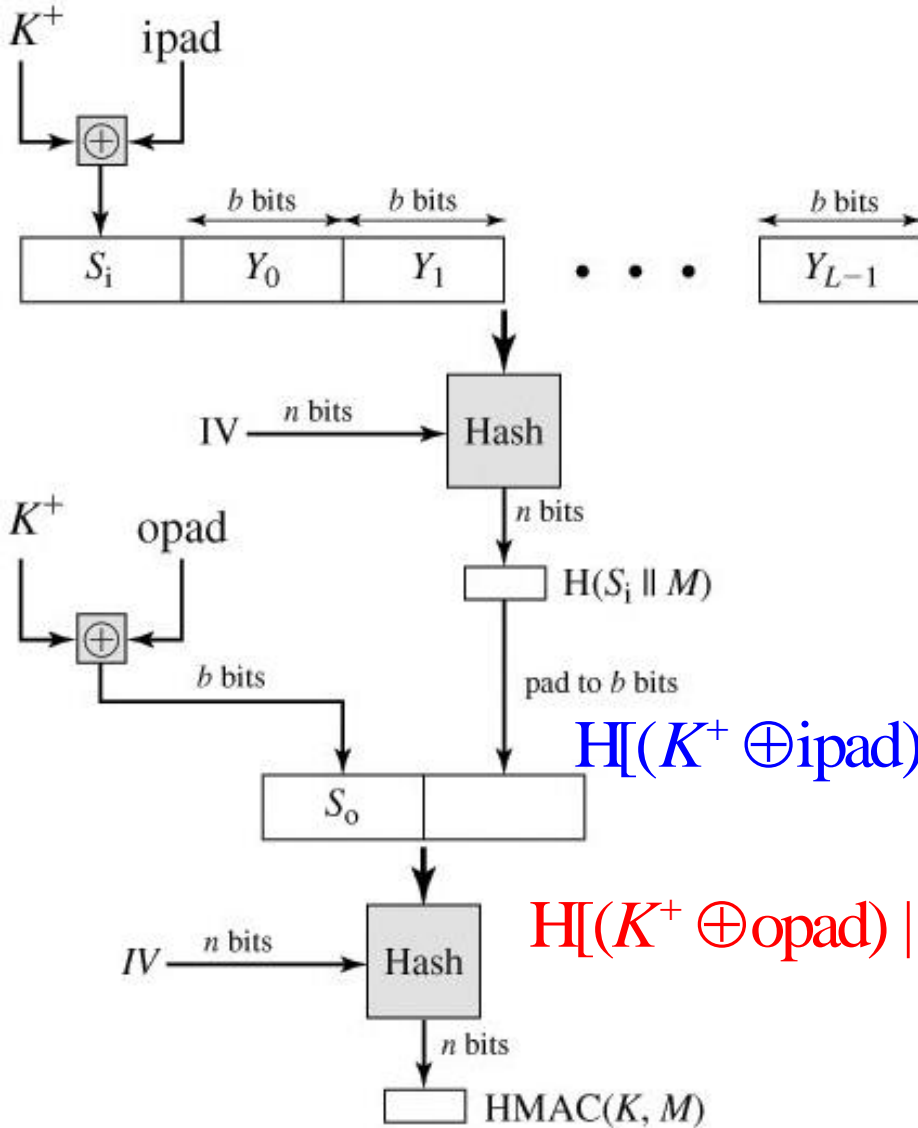 K⁺ ipad
⊕
b bits b bits b bits
Sᵢ Y₀ Y₁ • • • Y_{L−1}
IV n bits Hash
n bits
K⁺ opad
H(Sᵢ || M)
⊕
b bits
pad to b bits
H[(K⁺ ⊕ipad)
Sₒ
H[(K⁺ ⊕opad) |
IV n bits Hash
n bits
HMAC(K, M)